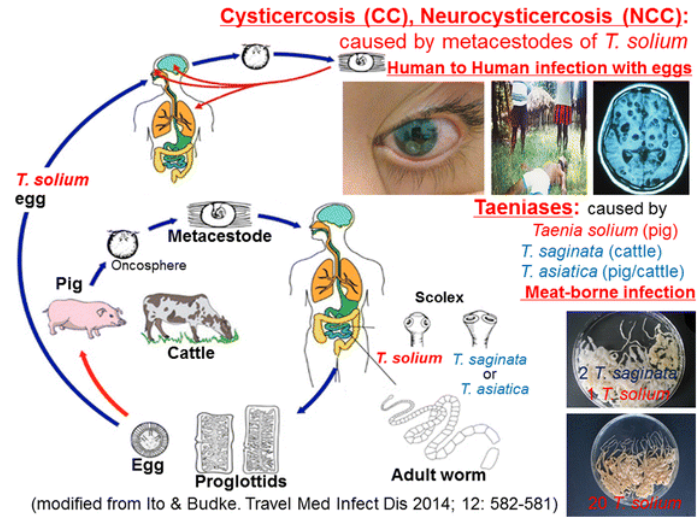 Cysticercosis (CC), Neurocysticercosis (NCC):
caused by metacestodes of T. solium
Human to Human infection with eggs
T. solium
egg
Metacestode
Oncosphere
Pig
Cattle
Taeniases: caused by
Taenia solium (pig)
T. saginata (cattle)
T. asiatica (pig/cattle)
Meat-borne infection
Scolex
T. solium
T. saginata
or
T. asiatica
2 T. saginata
1 T. solium
Egg
Proglottids
Adult worm
20 T. solium
(modified from Ito & Budke. Travel Med Infect Dis 2014; 12: 582-581)